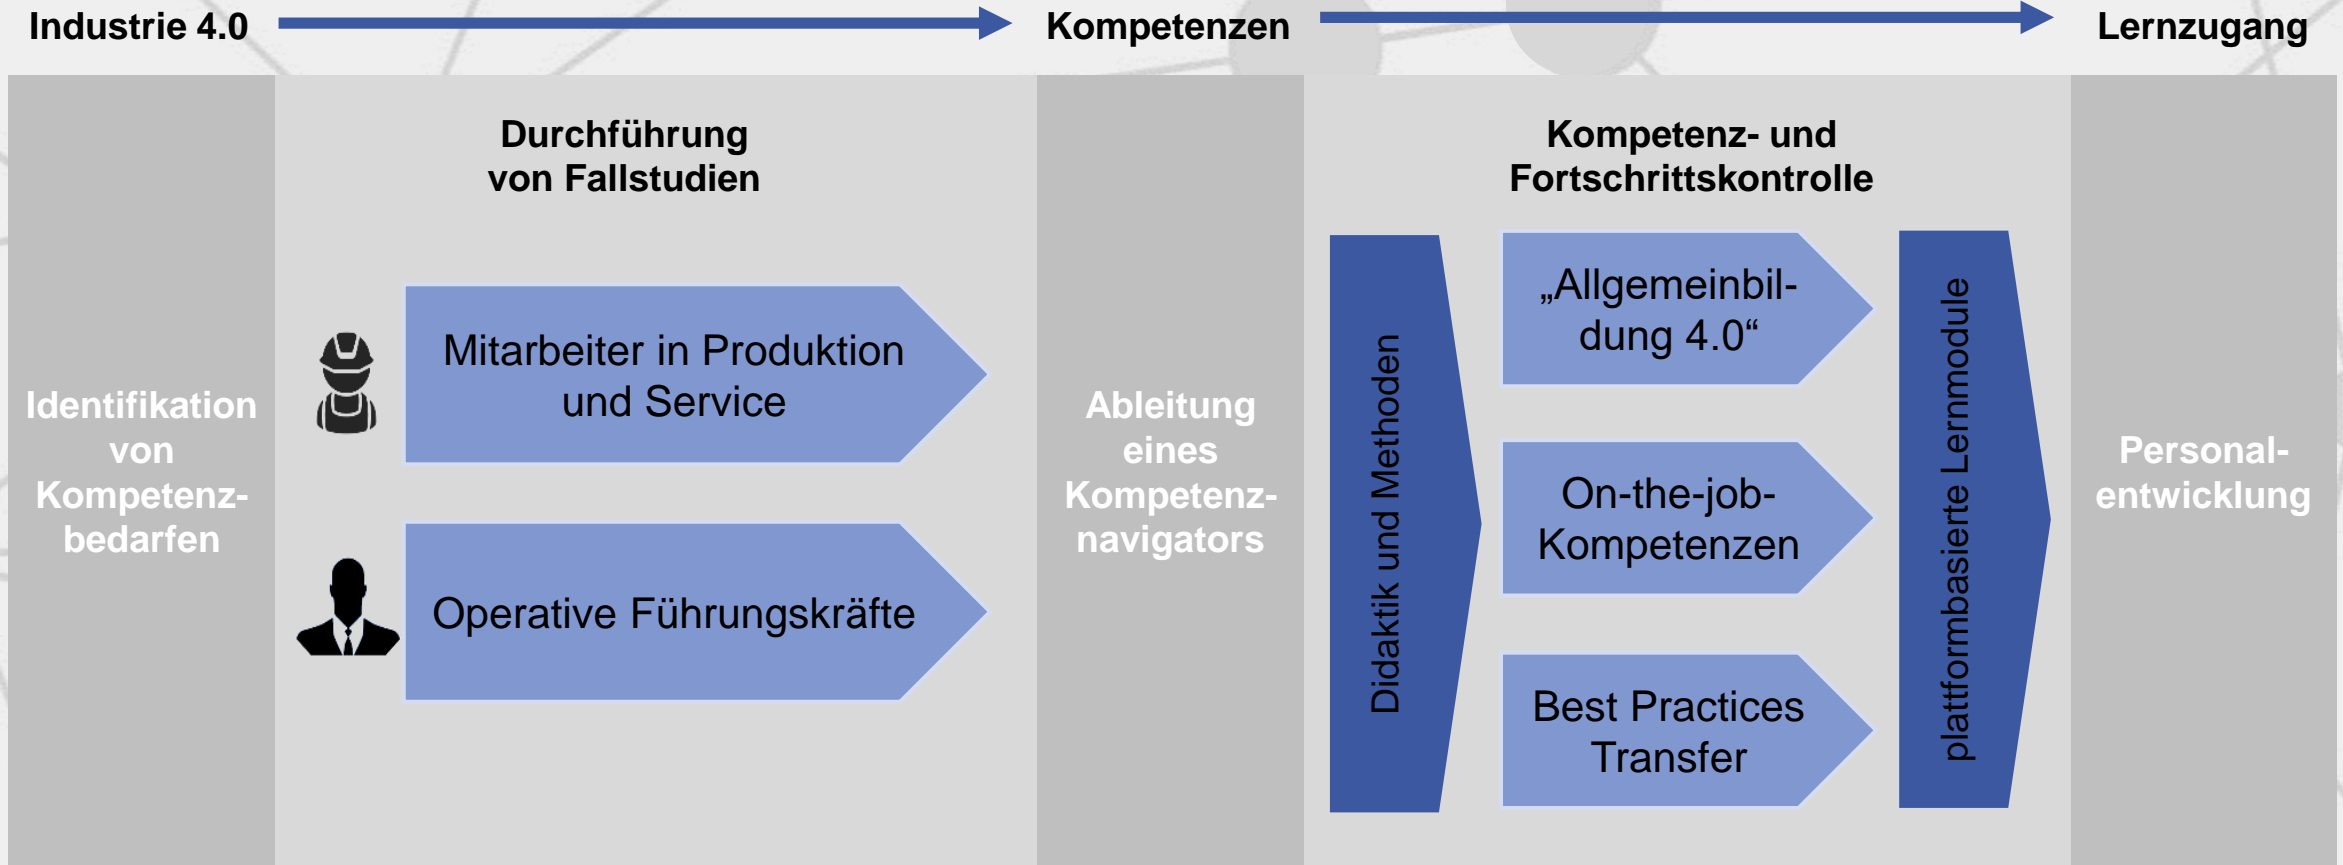 Industrie 4.0
Kompetenzen
Lernzugang
Identifikation
von
Kompetenz-
bedarfen
Durchführung
von Fallstudien
Mitarbeiter in Produktion
und Service
Operative Führungskräfte
Ableitung
eines
Kompetenz-
navigators
Kompetenz- und
Fortschrittskontrolle
Didaktik und Methoden
„Allgemeinbil-
dung 4.0“
On-the-job-
Kompetenzen
Best Practices
Transfer
plattformbasierte Lernmodule
Personal-
entwicklung